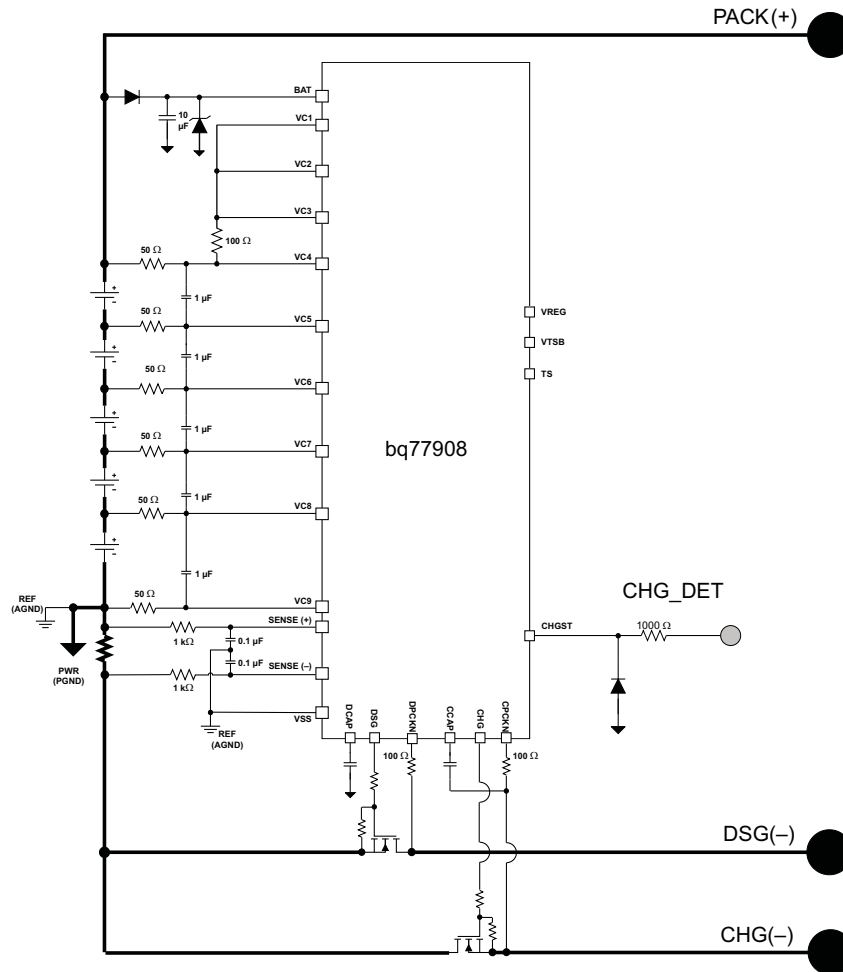 PACK(+)
BAT
10
µF
VC1
VC2
VC3
100 Ω
50 Ω
VC4
+
-
1 µF
50 Ω
VC5
VREG
+
-
1 µF
VTSB
50 Ω
VC6
TS
+
-
1 µF
50 Ω
VC7
bq77908
+
-
1 µF
50 Ω
VC8
+
-
1 µF
50 Ω
VC9
REF
(AGND)
SENSE (+)
1 kΩ
0.1 µF
0.1 µF
PWR
(PGND)
SENSE (–)
1 kΩ
VSS
REF
(AGND)
CHG_DET
CHGST
1000 Ω
DCAP
DSG
DPCKN
CCAP
CHG
CPCKN
100 Ω
100 Ω
DSG(–)
CHG(–)